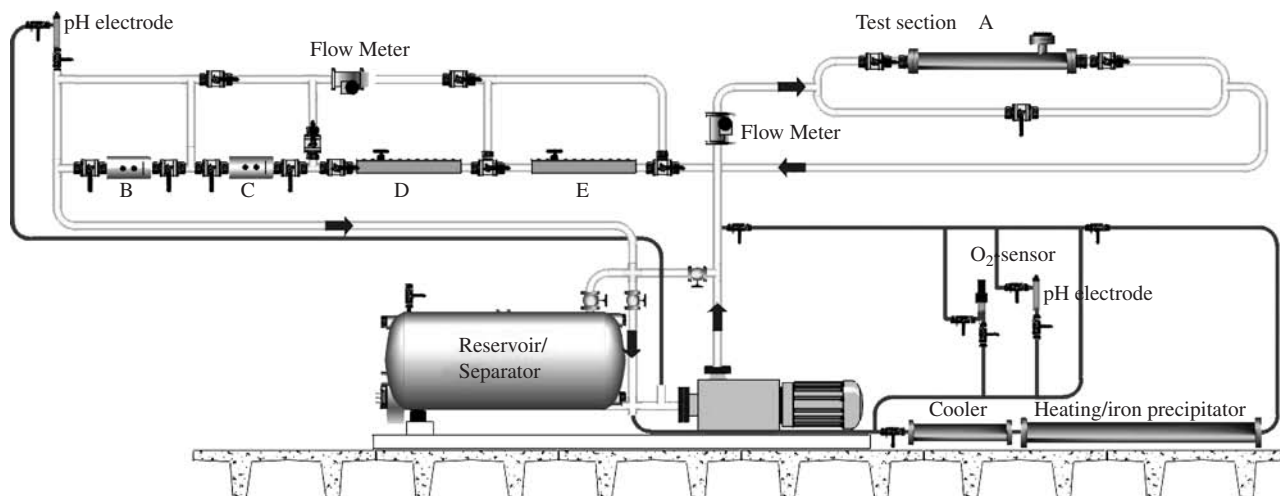 pH electrode
Flow Meter
Test section A
Flow Meter
B
C
D
E
O₂-sensor
pH electrode
Reservoir/
Separator
Cooler
Heating/iron precipitator